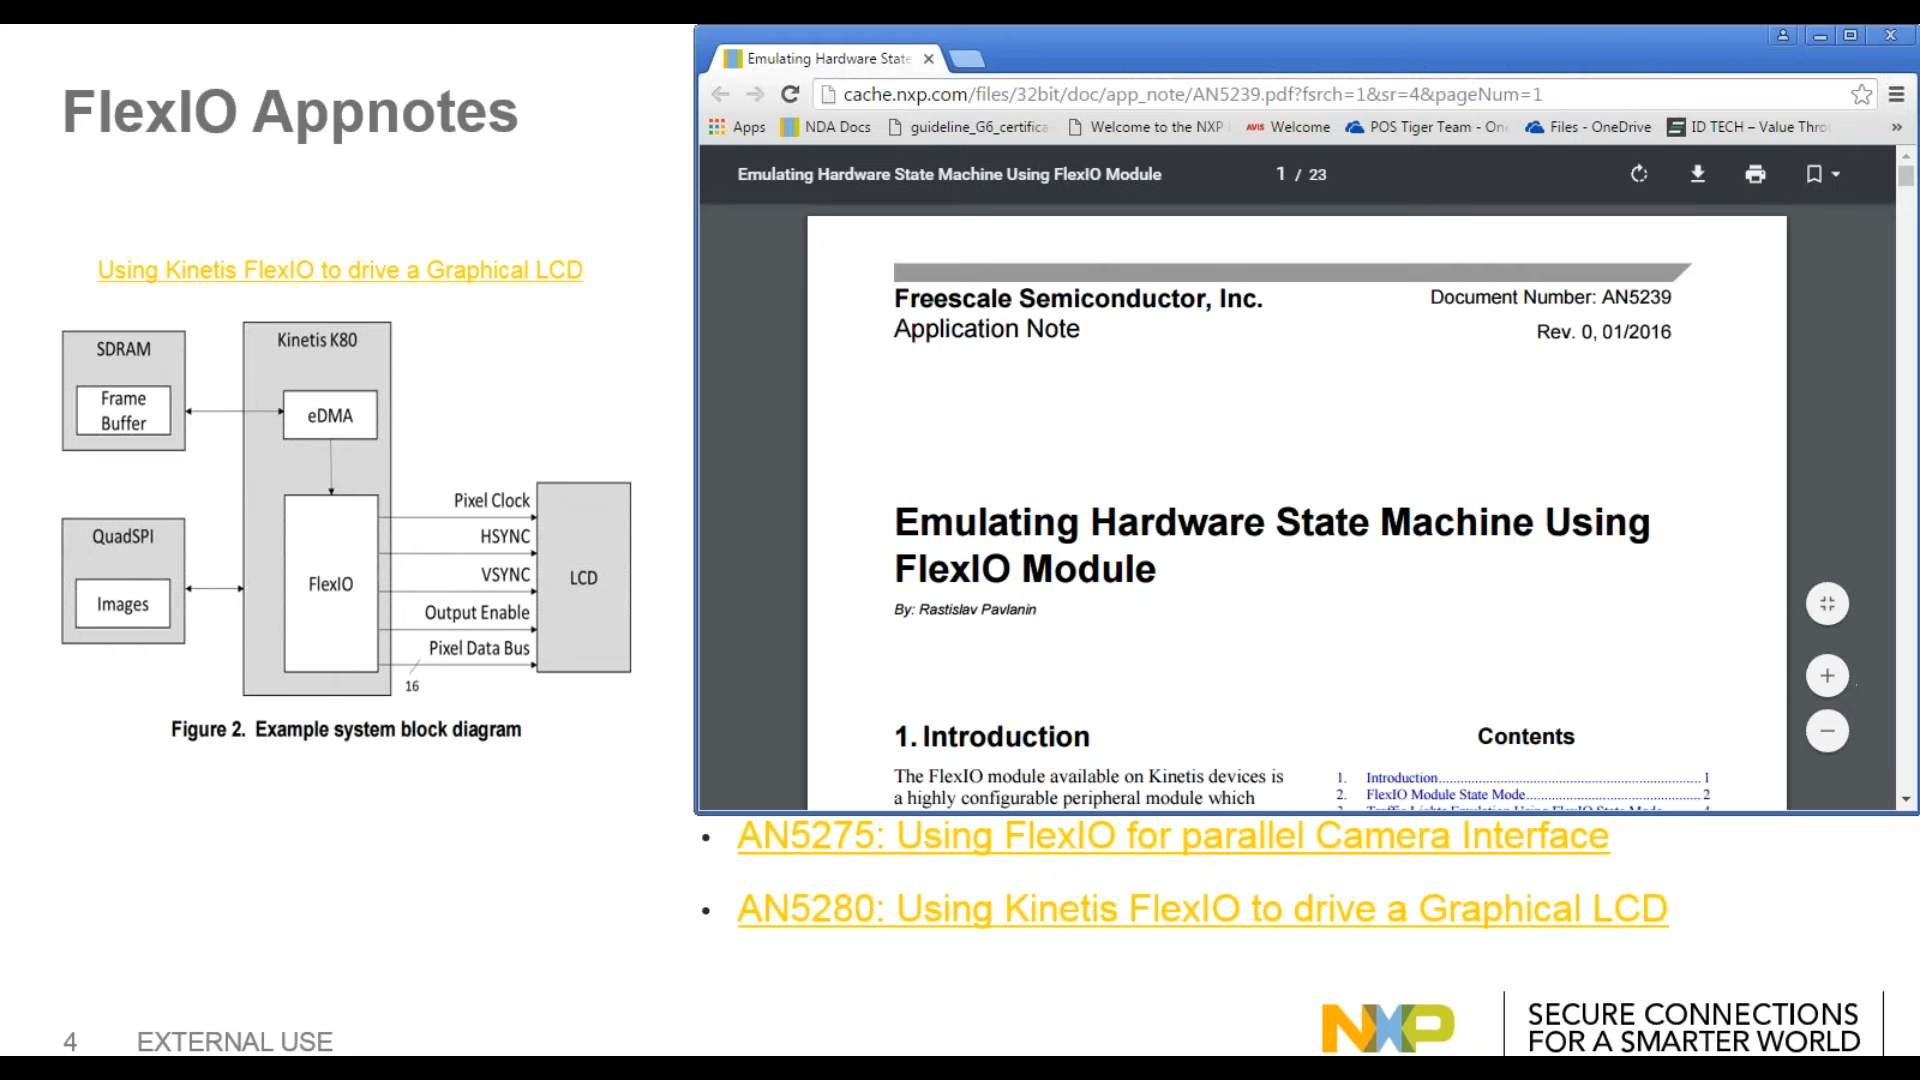 FlexIO Appnotes
Using Kinetis FlexIO to drive a Graphical LCD
SDRAM
Frame
Buffer
Kinetis K80
eDMA
QuadSPI
Images
FlexIO
Pixel Clock
HSYNC
VSYNC
Output Enable
Pixel Data Bus
16
LCD
Figure 2. Example system block diagram
Emulating Hardware State
cache.nxp.com/files/32bit/doc/app_note/AN5239.pdf?fsrch=1&sr=4&pageNum=1
Apps NDA Docs guideline_G6_certifica Welcome to the NXP AVIS Welcome POS Tiger Team - On Files - OneDrive ID TECH – Value Thro »
Emulating Hardware State Machine Using FlexIO Module 1 / 23
Freescale Semiconductor, Inc.
Application Note
Document Number: AN5239
Rev. 0, 01/2016
Emulating Hardware State Machine Using
FlexIO Module
By: Rastislav Pavlanin
1. Introduction
The FlexIO module available on Kinetis devices is
a highly configurable peripheral module which
Contents
1. Introduction 1
2. FlexIO Module State Mode 2
• AN5275: Using FlexIO for parallel Camera Interface
• AN5280: Using Kinetis FlexIO to drive a Graphical LCD
4 EXTERNAL USE
NXP
SECURE CONNECTIONS
FOR A SMARTER WORLD